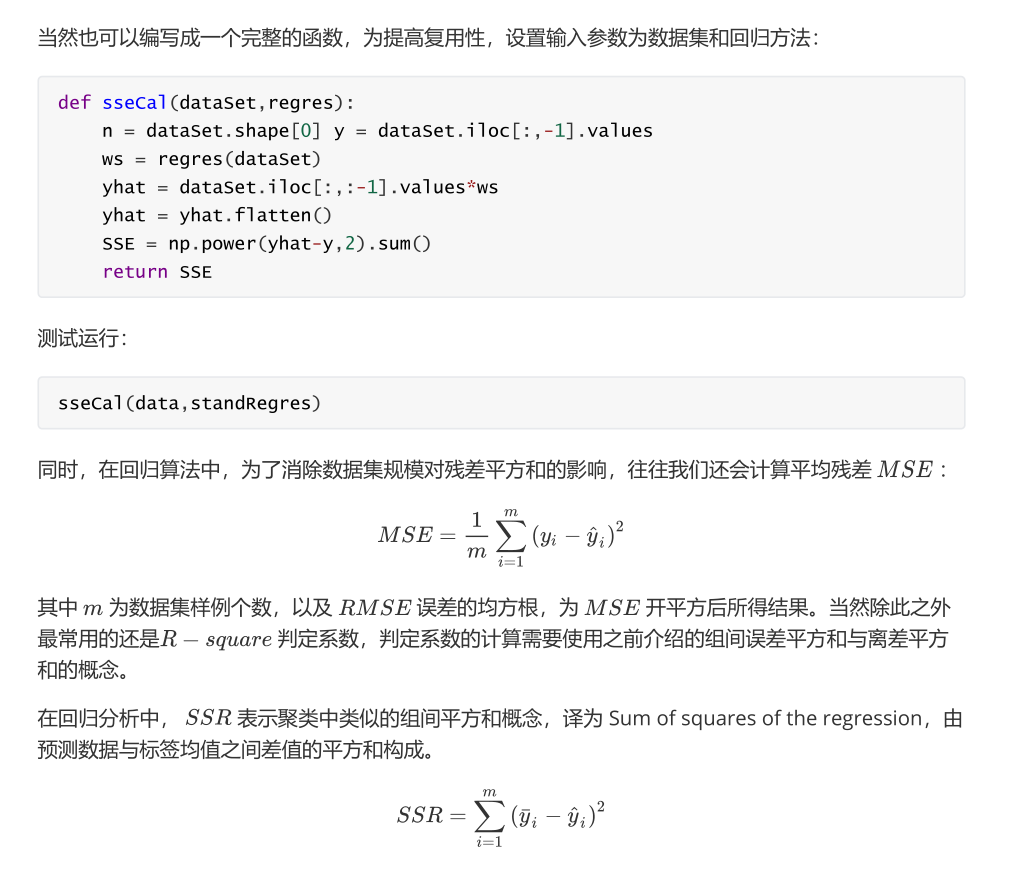 当然也可以编写成一个完整的函数，为提高复用性，设置输入参数为数据集和回归方法：
def sseCal(dataSet,regres):
    n = dataSet.shape[0] y = dataSet.iloc[:,-1].values
    ws = regres(dataSet)
    yhat = dataSet.iloc[:,:-1].values*ws
    yhat = yhat.flatten()
    SSE = np.power(yhat-y,2).sum()
    return SSE
测试运行：
sseCal(data,standRegres)
同时，在回归算法中，为了消除数据集规模对残差平方和的影响，往往我们还会计算平均残差 MSE：
$MSE = \frac{1}{m}\sum_{i=1}^{m}(y_i - \hat{y}_i)^2$
其中 m 为数据集样例个数，以及 RMSE 误差的均方根，为 MSE 开平方后所得结果。当然除此之外
最常用的还是R − square 判定系数，判定系数的计算需要使用之前介绍的组间误差平方和与离差平方
和的概念。
在回归分析中， SSR 表示聚类中类似的组间平方和概念，译为 Sum of squares of the regression，由
预测数据与标签均值之间差值的平方和构成。
$SSR = \sum_{i=1}^{m}(\bar{y}_i - \hat{y}_i)^2$